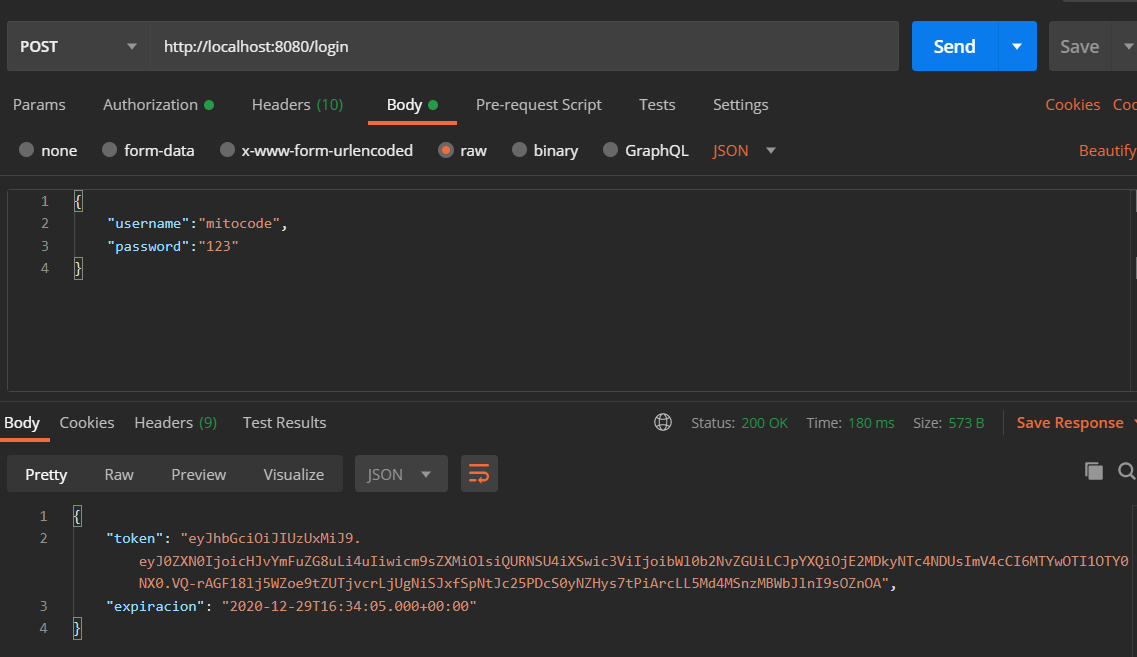 POST http://localhost:8080/login Send Save
Params Authorization Headers (10) Body Pre-request Script Tests Settings Cookies
none form-data x-www-form-urlencoded raw binary GraphQL JSON Beautify
1 {
2 "username":"mitocode",
3 "password":"123"
4 }
Body Cookies Headers (9) Test Results Status: 200 OK Time: 180 ms Size: 573 B Save Response
Pretty Raw Preview Visualize JSON
1 {
2 "token": "eyJhbGciOiJIUzUxMiJ9.
eyJ0ZXN0IjoicHJvYmFuZG8uLi4uIiwicm9sZXMiOlsiQURNSU4iXSwic3ViIjoibWl0b2NvZGUiLCJpYXQiOjE2MDkyNTc4NDUsImV4cCI6MTYwOTI1OTY0
NX0.VQ-rAGF18lj5WZoe9tZUTjvcrLjUgNiSJxfSpNtJc25PDcS0yNZHys7tPiArcLL5Md4MSnzMBWbJ1nI9sOZnOA",
3 "expiracion": "2020-12-29T16:34:05.000+00:00"
4 }